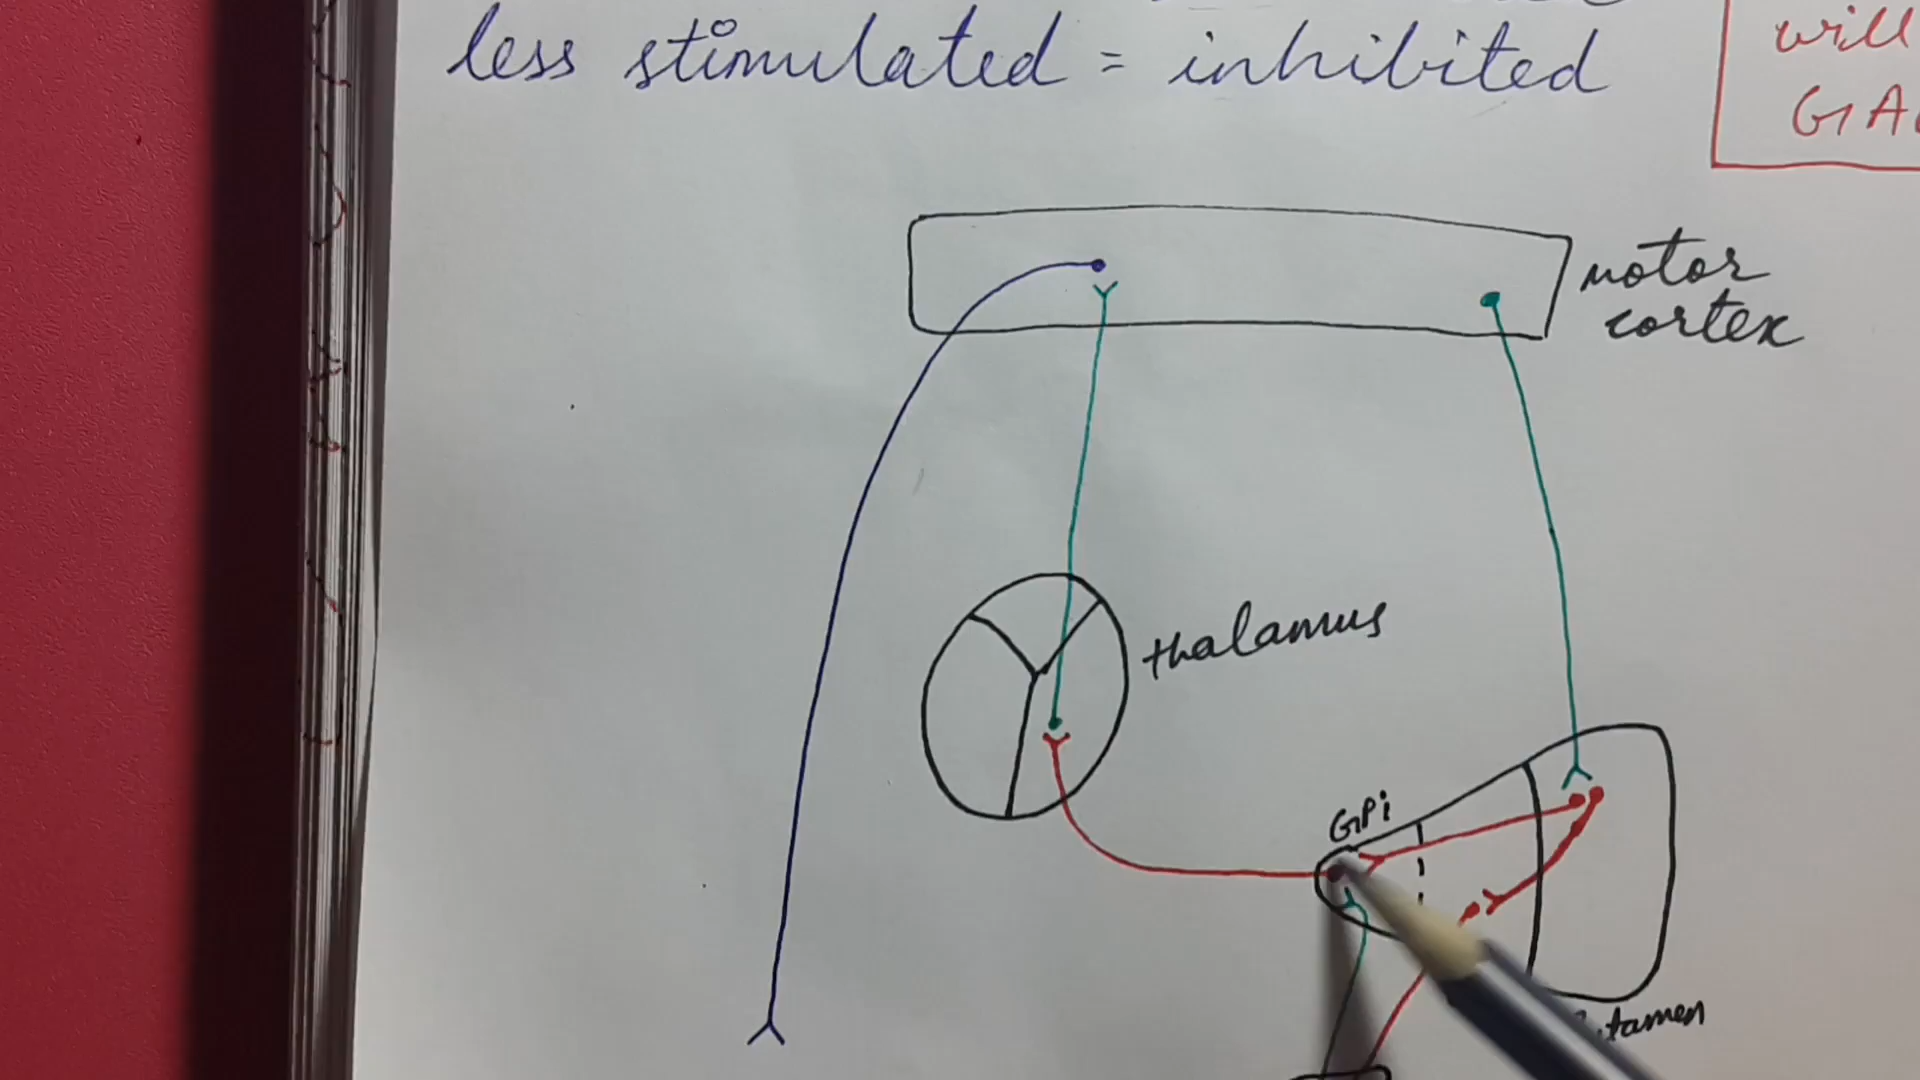 less stimulated = inhibited
will
GA
motor
cortex
thalamus
GPi